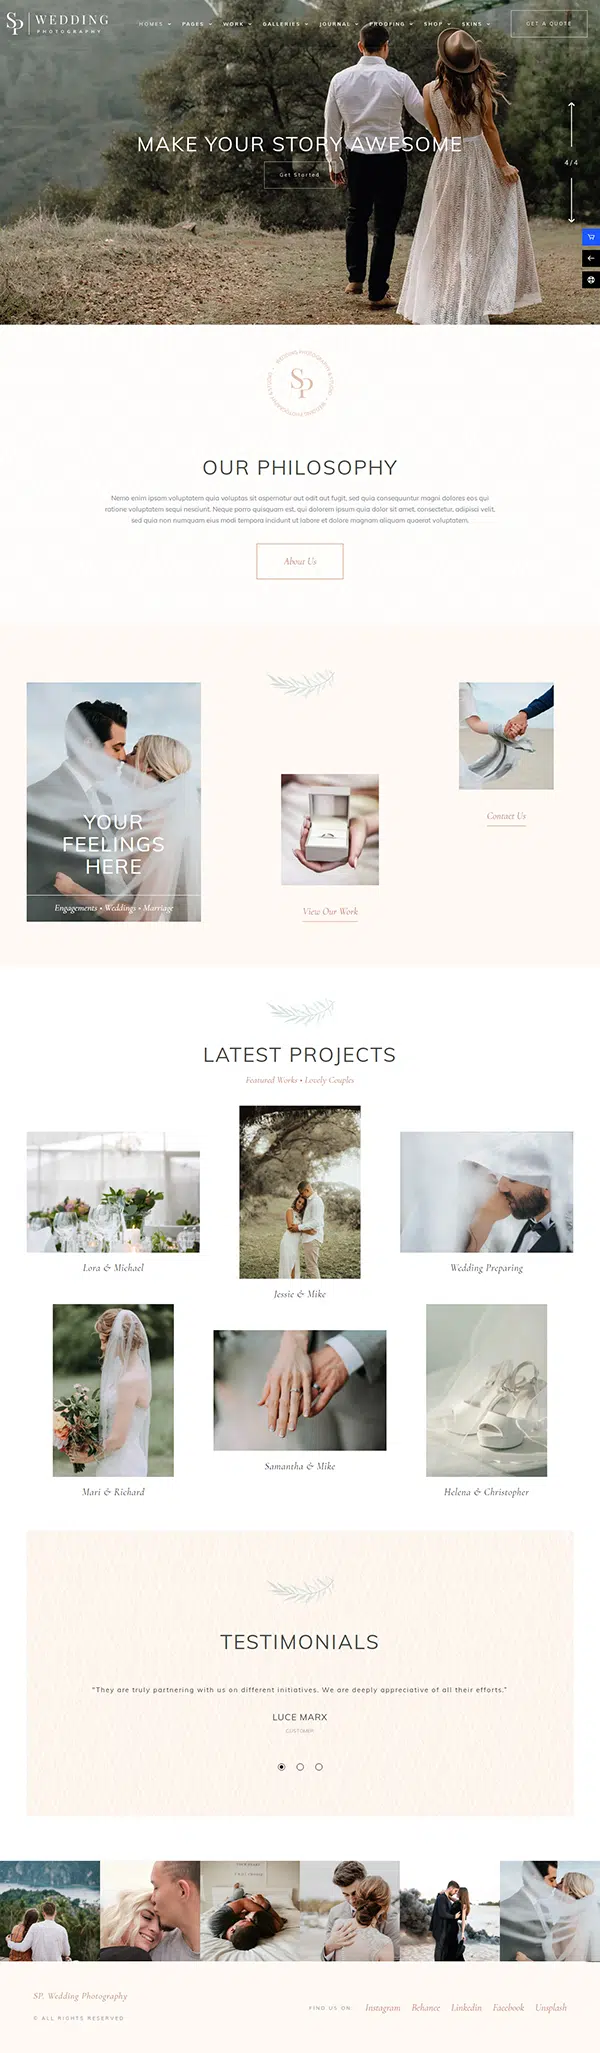 SP WEDDING
PHOTOGRAPHY
HOMES PAGES WORK GALLERIES JOURNAL PROOFING SHOP SKINS
GET A QUOTE
MAKE YOUR STORY AWESOME
Get Started
4/4
WEDDING PHOTOGRAPHY & STUDIO • WEDDING PHOTOGRAPHY & STUDIO •
SP
OUR PHILOSOPHY
Nemo enim ipsam voluptatem quia voluptas sit aspernatur aut odit aut fugit, sed quia consequuntur magni dolores eos qui
ratione voluptatem sequi nesciunt. Neque porro quisquam est, qui dolorem ipsum quia dolor sit amet, consectetur, adipisci velit,
sed quia non numquam eius modi tempora incidunt ut labore et dolore magnam aliquam quaerat voluptatem.
About Us
YOUR
FEELINGS
HERE
Engagements • Weddings • Marriage
View Our Work
Contact Us
LATEST PROJECTS
Featured Works • Lovely Couples
Lora & Michael
Jessie & Mike
Wedding Preparing
Mari & Richard
Samantha & Mike
Helena & Christopher
TESTIMONIALS
"They are truly partnering with us on different initiatives. We are deeply appreciative of all their efforts."
LUCE MARX
CUSTOMER
SP. Wedding Photography
© ALL RIGHTS RESERVED
FIND US ON: Instagram Behance Linkedin Facebook Unsplash